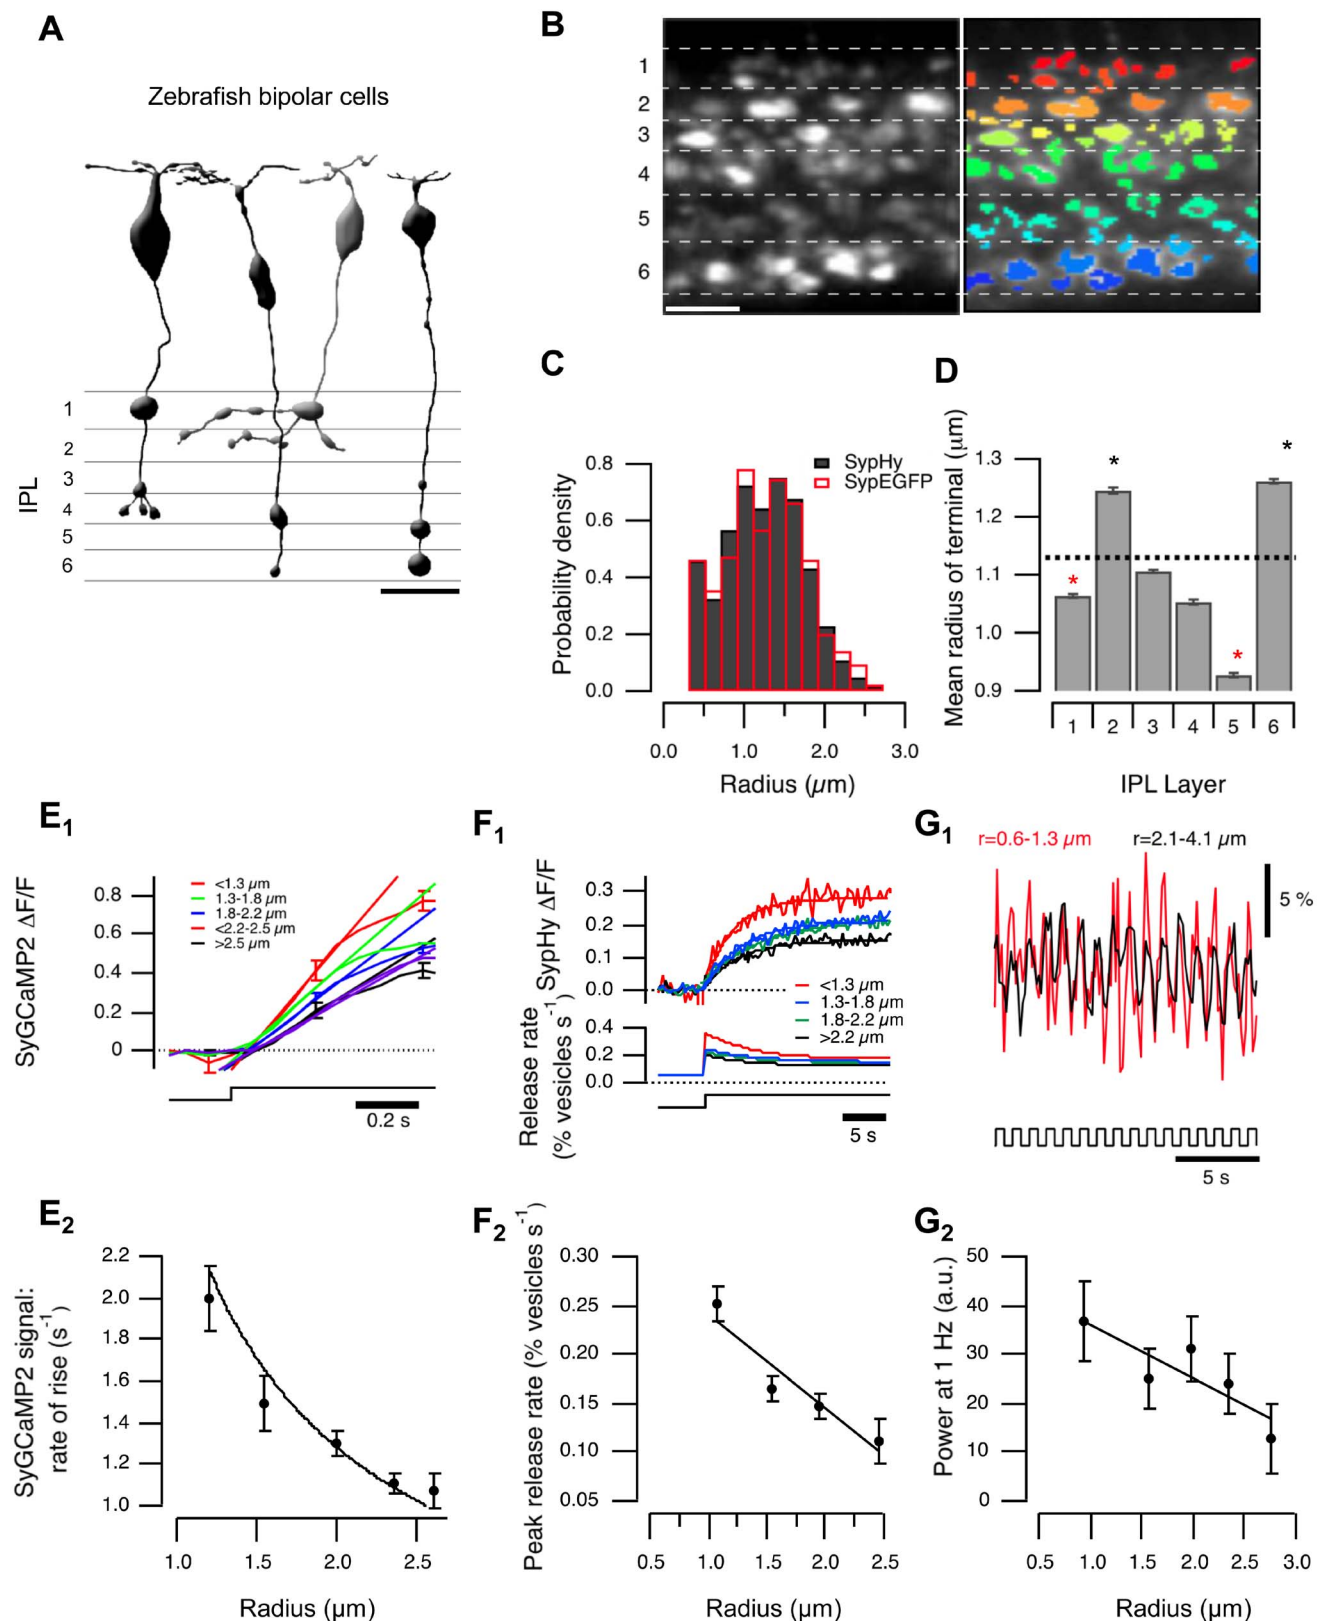 A
Zebrafish bipolar cells
IPL
1
2
3
4
5
6
B
1
2
3
4
5
6
C
Probability density
0.8
0.6
0.4
0.2
0.0
SypHy
SypEGFP
0.0 1.0 2.0 3.0
Radius (µm)
D
Mean radius of terminal (µm)
1.3
1.2
1.1
1.0
0.9
*
*
*
*
1 2 3 4 5 6
IPL Layer
E1
SyGCaMP2 ΔF/F
0.8
0.6
0.4
0.2
0
<1.3 µm
1.3-1.8 µm
1.8-2.2 µm
<2.2-2.5 µm
>2.5 µm
0.2 s
F1
SypHy ΔF/F
0.3
0.2
0.1
0.0
<1.3 µm
1.3-1.8 µm
1.8-2.2 µm
>2.2 µm
Release rate
(% vesicles s-1)
0.4
0.2
0.0
5 s
G1
r=0.6-1.3 µm r=2.1-4.1 µm
5 %
5 s
E2
SyGCaMP2 signal:
rate of rise (s-1)
2.2
2.0
1.8
1.6
1.4
1.2
1.0
1.0 1.5 2.0 2.5
Radius (µm)
F2
Peak release rate (% vesicles s-1)
0.30
0.25
0.20
0.15
0.10
0.05
0.5 1.0 1.5 2.0 2.5
Radius (µm)
G2
Power at 1 Hz (a.u.)
50
40
30
20
10
0
0.5 1.0 1.5 2.0 2.5 3.0
Radius (µm)